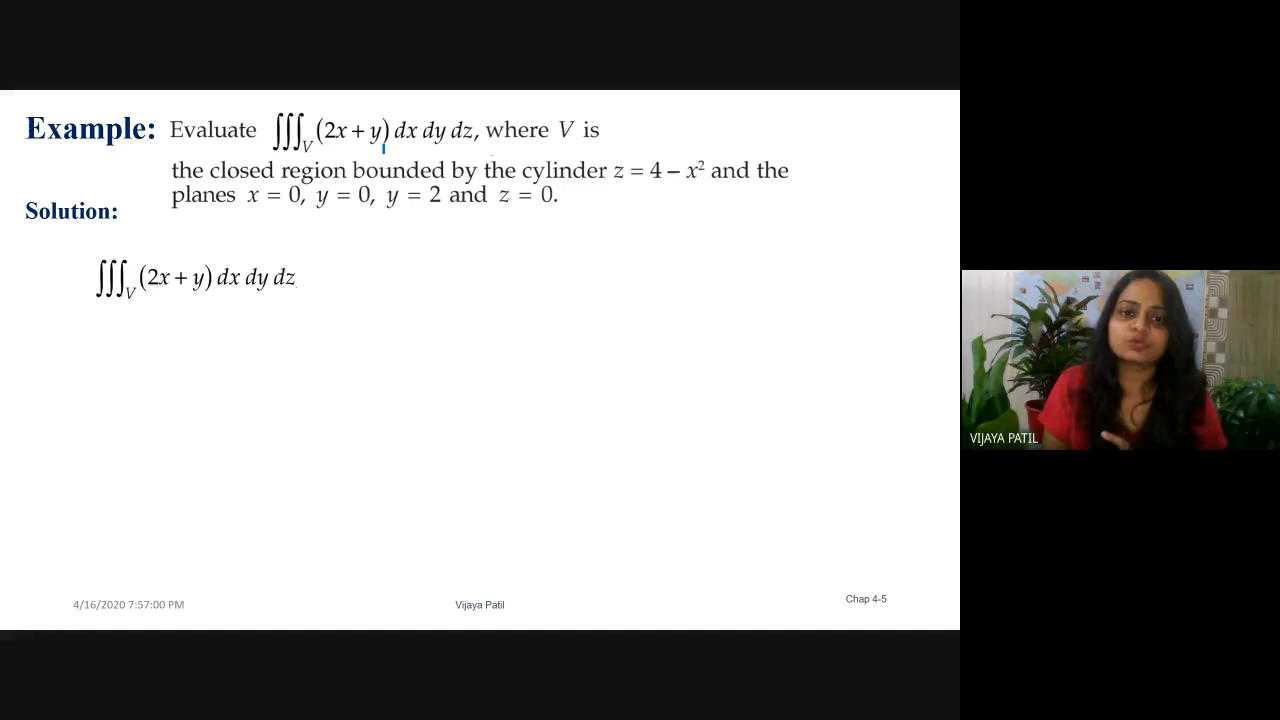 Example: Evaluate ∭_V (2x + y) dx dy dz, where V is
the closed region bounded by the cylinder z = 4 − x² and the
planes x = 0, y = 0, y = 2 and z = 0.
Solution:
∭_V (2x + y) dx dy dz
VIJAYA PATIL
4/16/2020 7:57:00 PM Vijaya Patil Chap 4-5